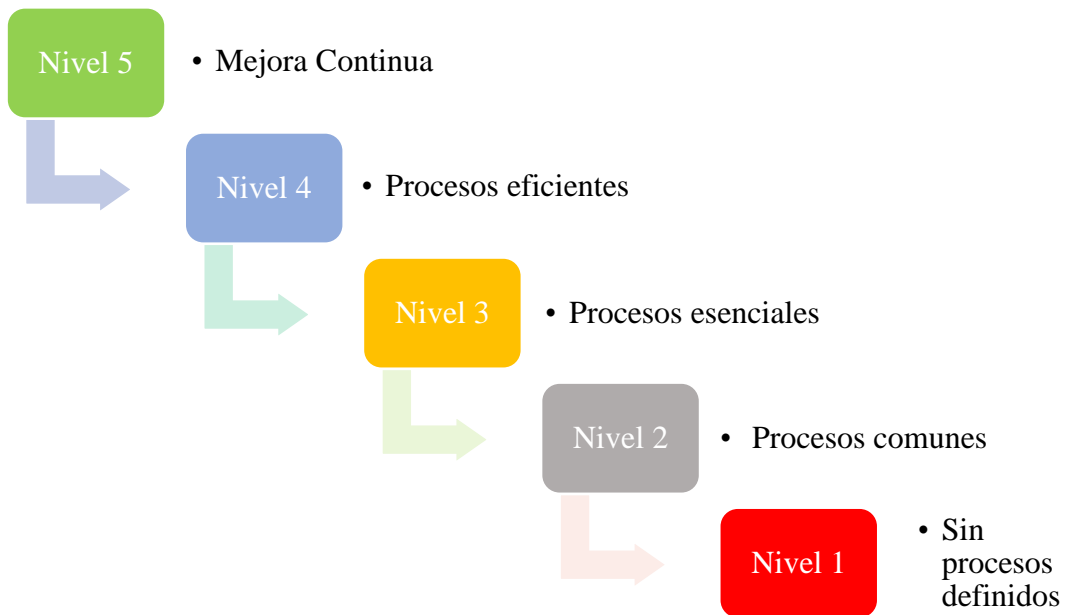 Nivel 5
• Mejora Continua
Nivel 4
• Procesos eficientes
Nivel 3
• Procesos esenciales
Nivel 2
• Procesos comunes
Nivel 1
• Sin
procesos
definidos